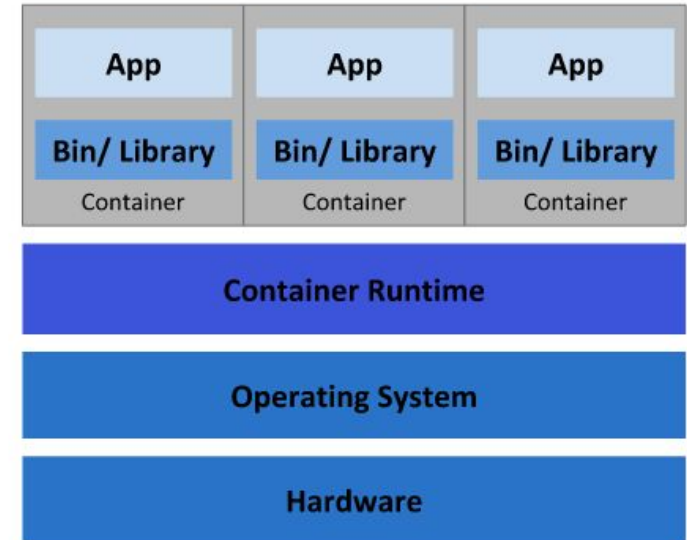 App
App
App
Bin/ Library
Bin/ Library
Bin/ Library
Container
Container
Container
Container Runtime
Operating System
Hardware